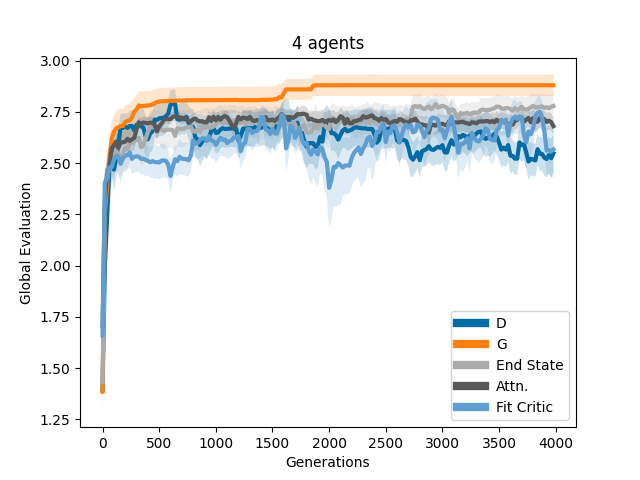 4 agents
3.00
2.75
2.50
2.25
2.00
1.75
1.50
1.25
Global Evaluation
D
G
End State
Attn.
Fit Critic
0 500 1000 1500 2000 2500 3000 3500 4000
Generations